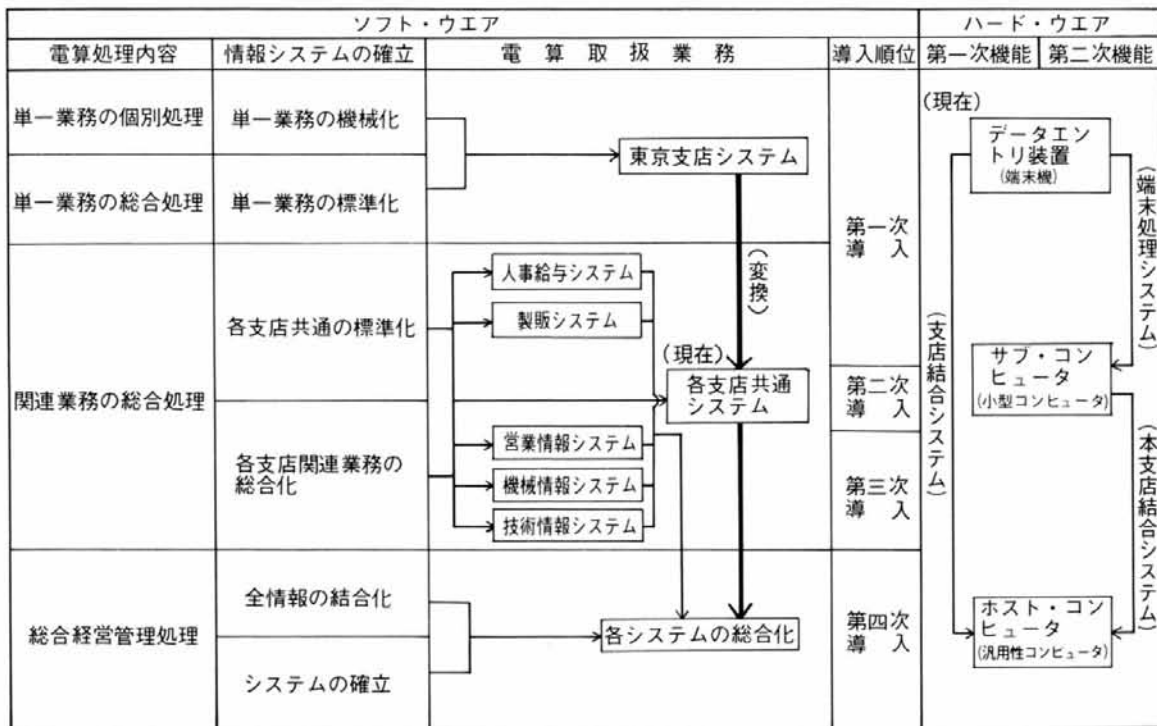 ソフト・ウエア
ハード・ウエア
電算処理内容
情報システムの確立
電算取扱業務
導入順位
第一次機能
第二次機能
単一業務の個別処理
単一業務の機械化
単一業務の総合処理
単一業務の標準化
東京支店システム
(変換)
第一次
導入
関連業務の総合処理
各支店共通の標準化
人事給与システム
製販システム
(現在)
各支店共通
システム
第二次
導入
各支店関連業務の
総合化
営業情報システム
機械情報システム
技術情報システム
第三次
導入
総合経営管理処理
全情報の結合化
システムの確立
各システムの総合化
第四次
導入
(現在)
データエン
トリ装置
(端末機)
(端末処理システム)
(支店結合システム)
サブ・コン
ピュータ
(小型コンピュータ)
(本支店結合システム)
ホスト・コン
ピュータ
(汎用性コンピュータ)